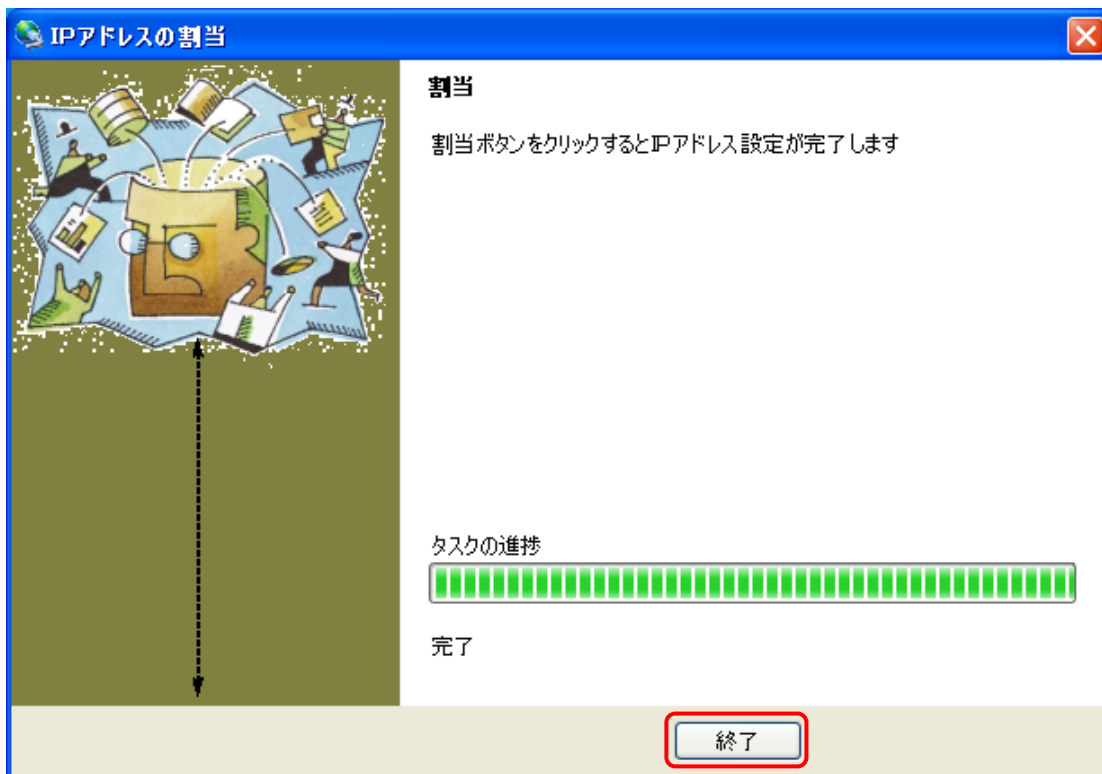 IPアドレスの割当
割当
割当ボタンをクリックするとIPアドレス設定が完了します
タスクの進捗
完了
終了